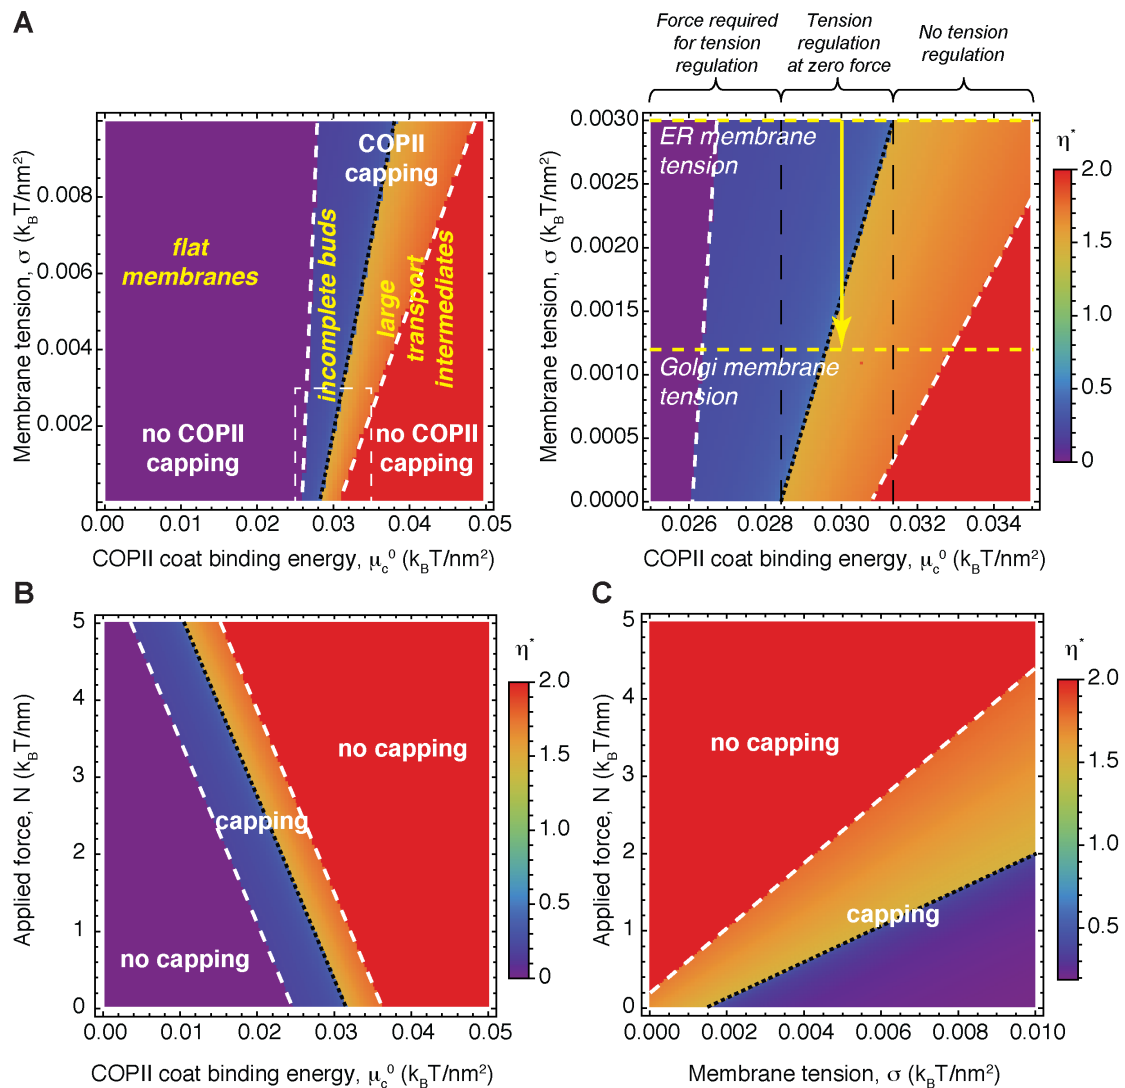 A
Force required
for tension
regulation
Tension
regulation
at zero force
No tension
regulation
COPII
capping
flat
membranes
incomplete buds
large
transport
intermediates
no COPII
capping
no COPII
capping
0.008
0.006
0.004
0.002
0.00
0.01
0.02
0.03
0.04
0.05
Membrane tension, σ (kBT/nm²)
COPII coat binding energy, μc⁰ (kBT/nm²)
ER membrane
tension
Golgi membrane
tension
0.0030
0.0025
0.0020
0.0015
0.0010
0.0005
0.0000
0.026
0.028
0.030
0.032
0.034
Membrane tension, σ (kBT/nm²)
COPII coat binding energy, μc⁰ (kBT/nm²)
η*
2.0
1.5
1.0
0.5
0
B
5
4
3
2
1
0
0.00
0.01
0.02
0.03
0.04
0.05
Applied force, N (kBT/nm)
no capping
capping
no capping
COPII coat binding energy, μc⁰ (kBT/nm²)
η*
2.0
1.5
1.0
0.5
0
C
5
4
3
2
1
0
0.000
0.002
0.004
0.006
0.008
0.010
Applied force, N (kBT/nm)
no capping
capping
Membrane tension, σ (kBT/nm²)
η*
2.0
1.5
1.0
0.5